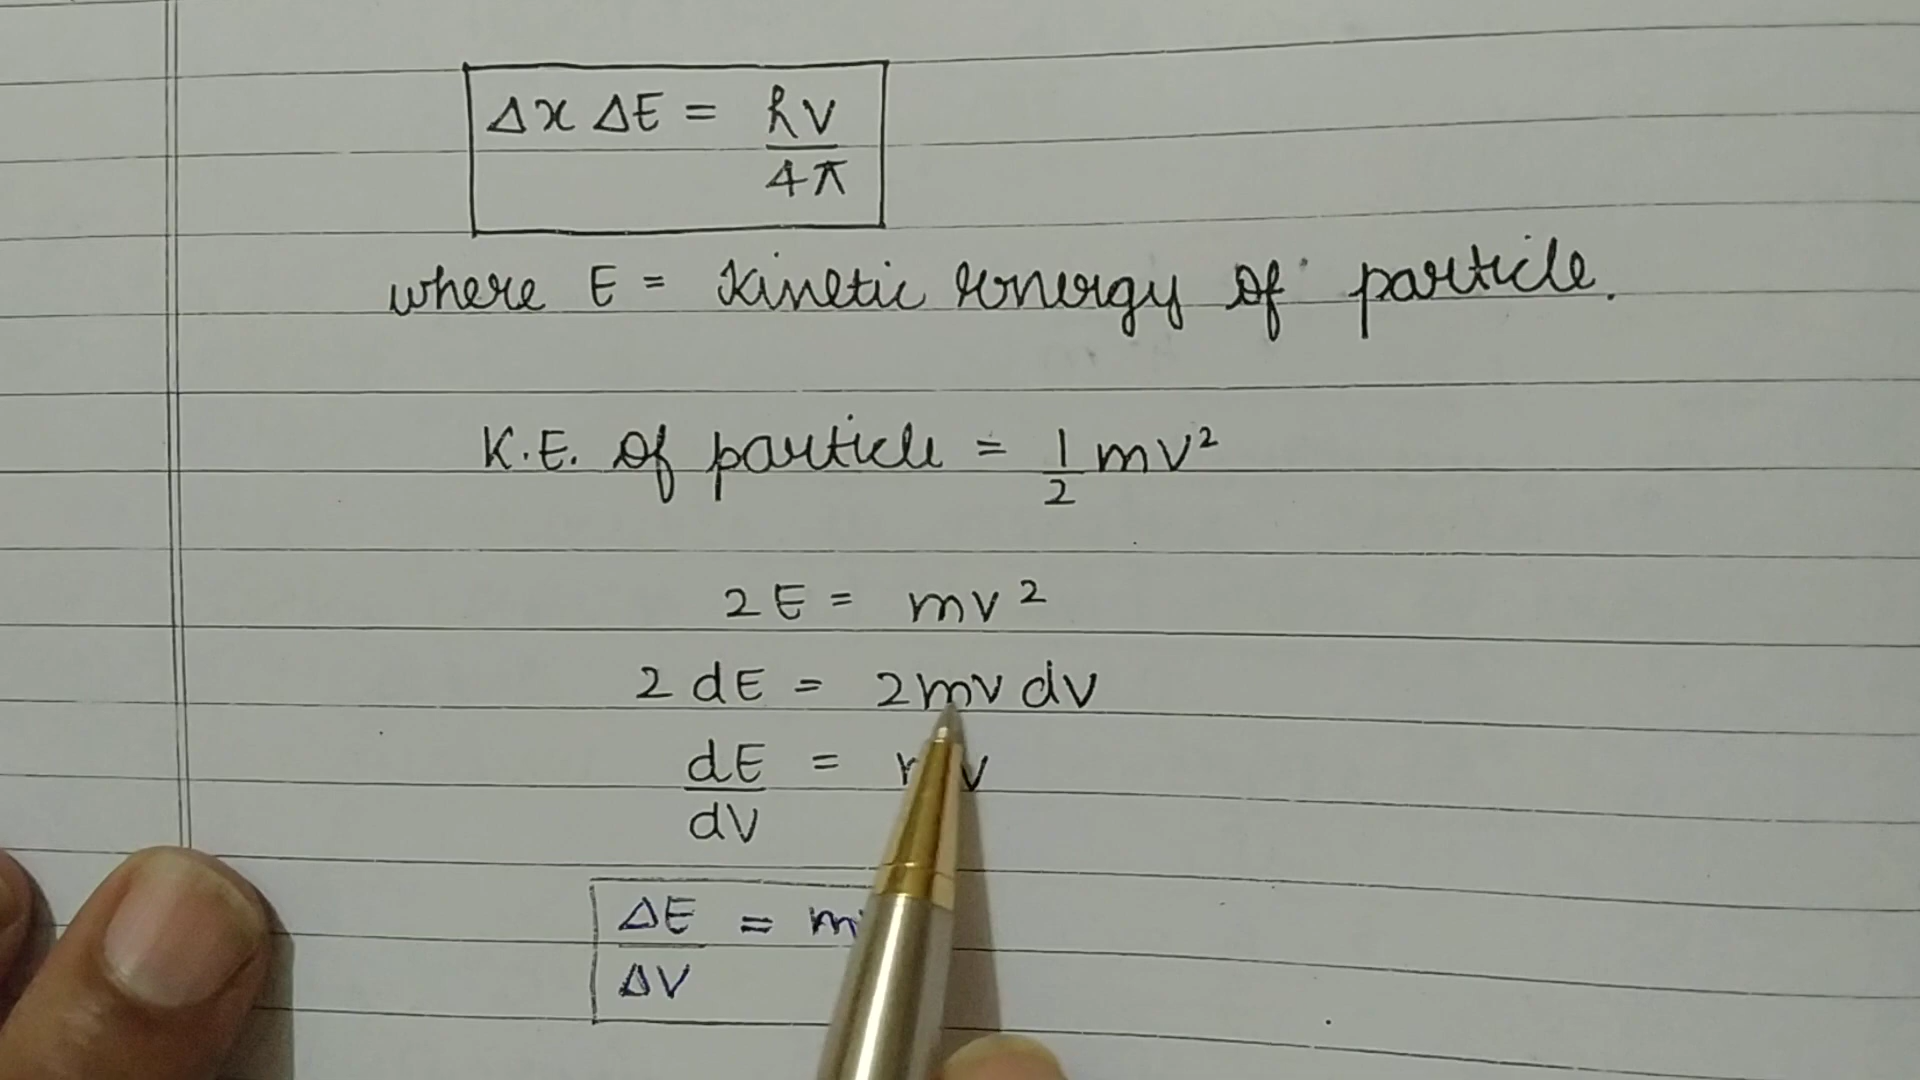 Δx ΔE = hv / 4π
where E = kinetic energy of particle.
K.E. of particle = 1/2 mv²
2E = mv²
2 dE = 2mv dv
dE / dv = v
ΔE / Δv = m